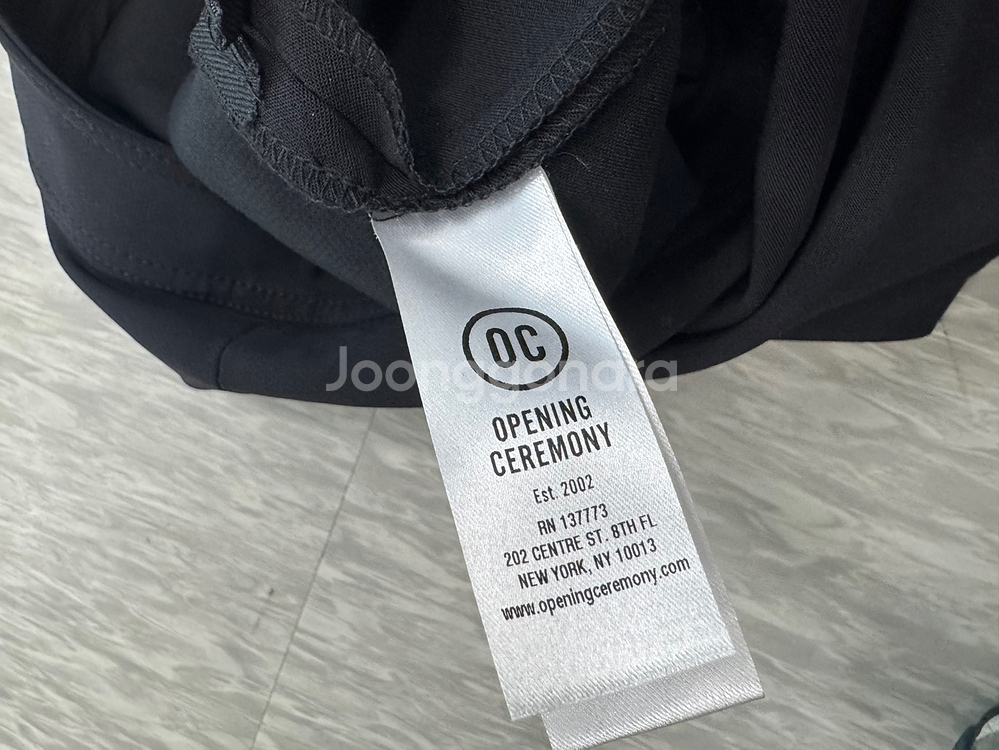 OC
Joonggonara
OPENING
CEREMONY
Est. 2002
RN 137773
202 CENTRE ST. 8TH FL
NEW YORK, NY 10013
www.openingceremony.com